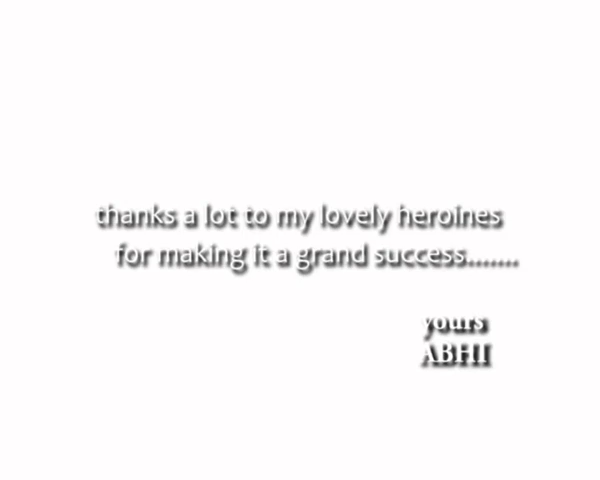 thanks a lot to my lovely heroines
for making it a grand success.......
yours
ABHI